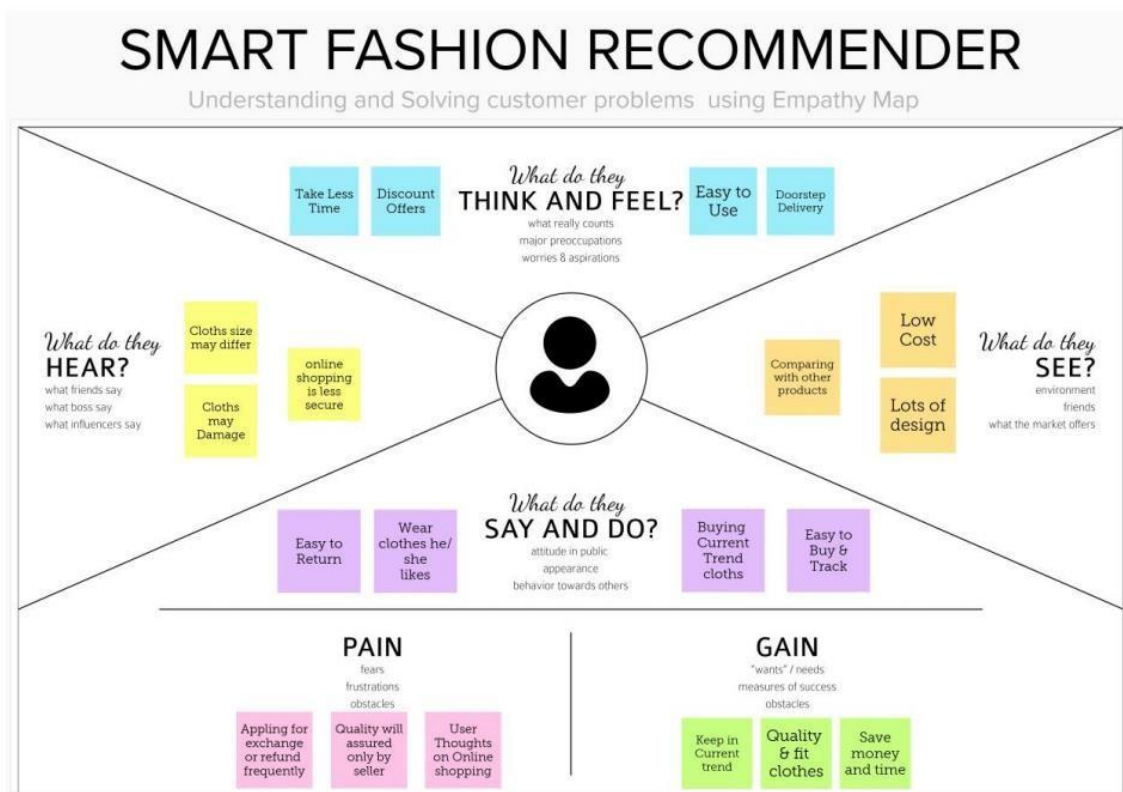 SMART FASHION RECOMMENDER
Understanding and Solving customer problems using Empathy Map
Take Less
Time
Discount
Offers
What do they
THINK AND FEEL?
what really counts
major preoccupations
worries & aspirations
Easy to
Use
Doorstep
Delivery
What do they
HEAR?
what friends say
what boss say
what influencers say
Cloths size
may differ
Cloths
may
Damage
online
shopping
is less
secure
Comparing
with other
products
Low
Cost
Lots of
design
What do they
SEE?
environment
friends
what the market offers
Easy to
Return
Wear
clothes he/
she
likes
What do they
SAY AND DO?
attitude in public
appearance
behavior towards others
Buying
Current
Trend
cloths
Easy to
Buy &
Track
PAIN
fears
frustrations
obstacles
Appling for
exchange
or refund
frequently
Quality will
assured
only by
seller
User
Thoughts
on Online
shopping
GAIN
"wants" / needs
measures of success
obstacles
Keep in
Current
trend
Quality
& fit
clothes
Save
money
and time